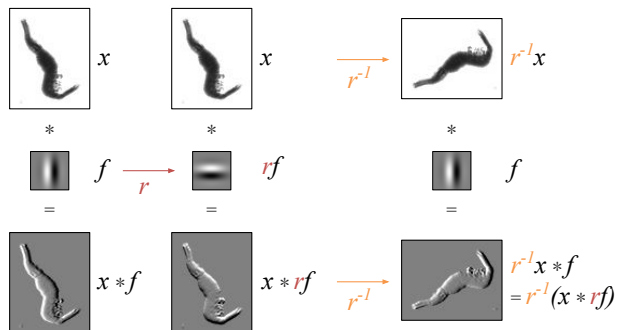 x x r⁻¹ r⁻¹x
* * *
f r rf f
= = =
x * f x * rf r⁻¹ r⁻¹x * f
= r⁻¹(x * rf)